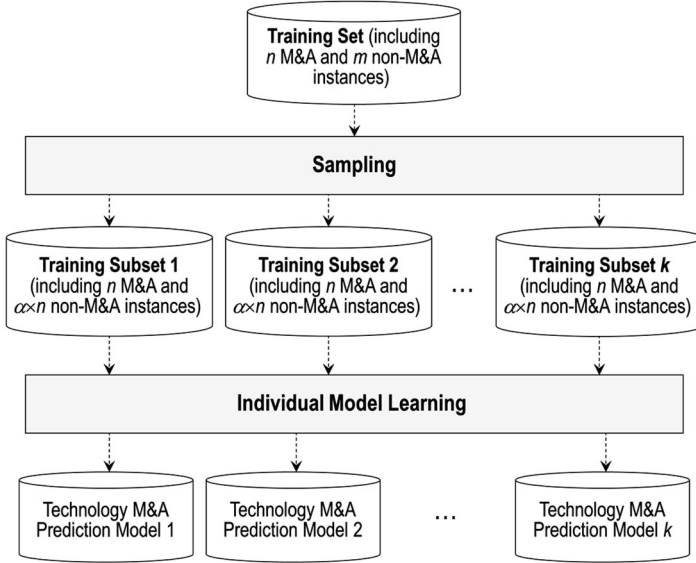 Training Set (including
n M&A and m non-M&A
instances)
Sampling
Training Subset 1
(including n M&A and
α×n non-M&A instances)
Training Subset 2
(including n M&A and
α×n non-M&A instances)
...
Training Subset k
(including n M&A and
α×n non-M&A instances)
Individual Model Learning
Technology M&A
Prediction Model 1
Technology M&A
Prediction Model 2
...
Technology M&A
Prediction Model k